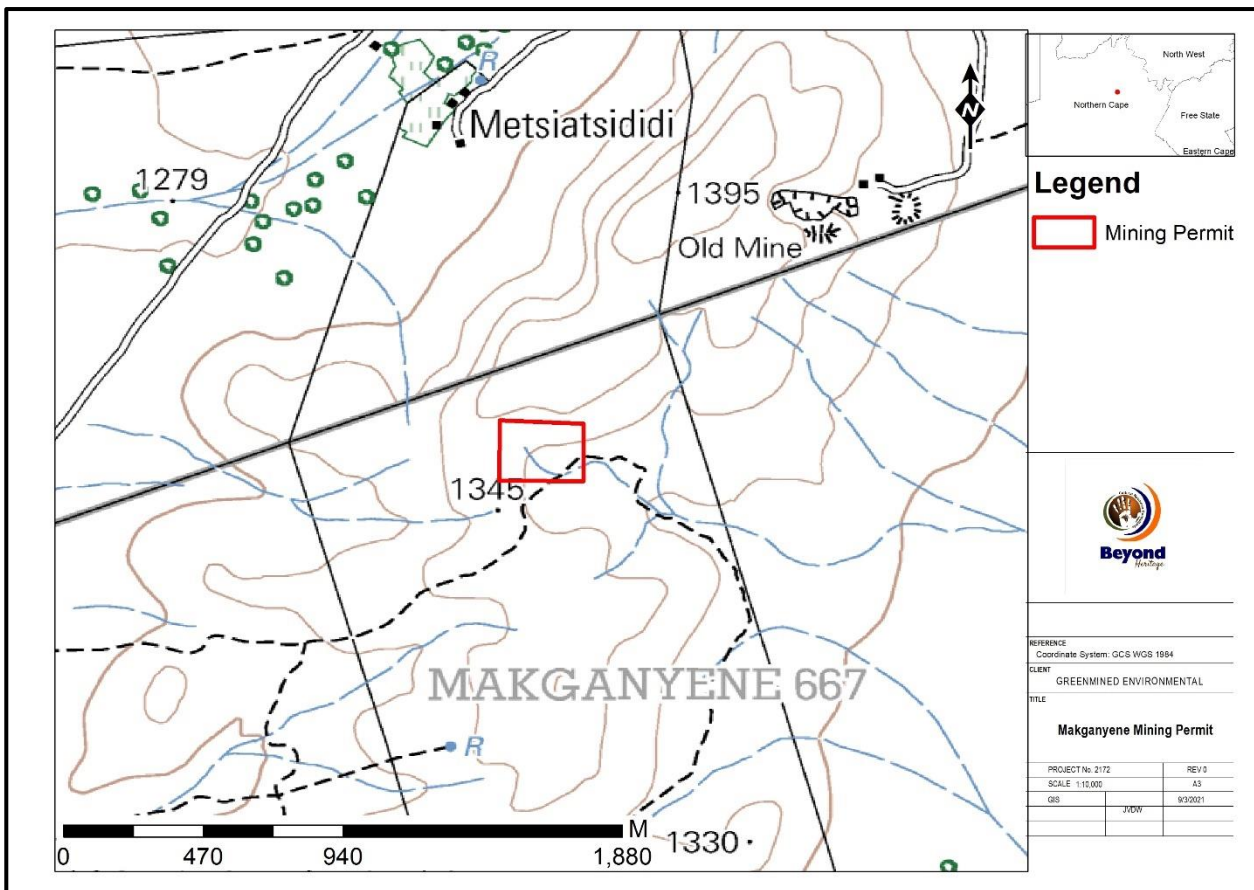 R
Metsiatsididi
1279
1395
Old Mine
1345
MAKGANYENE 667
R
1330
M
0 470 940 1,880
N
North West
Northern Cape
Free State
Eastern Cape
Legend
Mining Permit
Beyond
Heritage
REFERENCE
Coordinate System: GCS WGS 1984
CLIENT
GREENMINED ENVIRONMENTAL
TITLE
Makganyene Mining Permit
PROJECT No. 2172 REV 0
SCALE 1:10,000 A3
GIS JVDW 9/3/2021